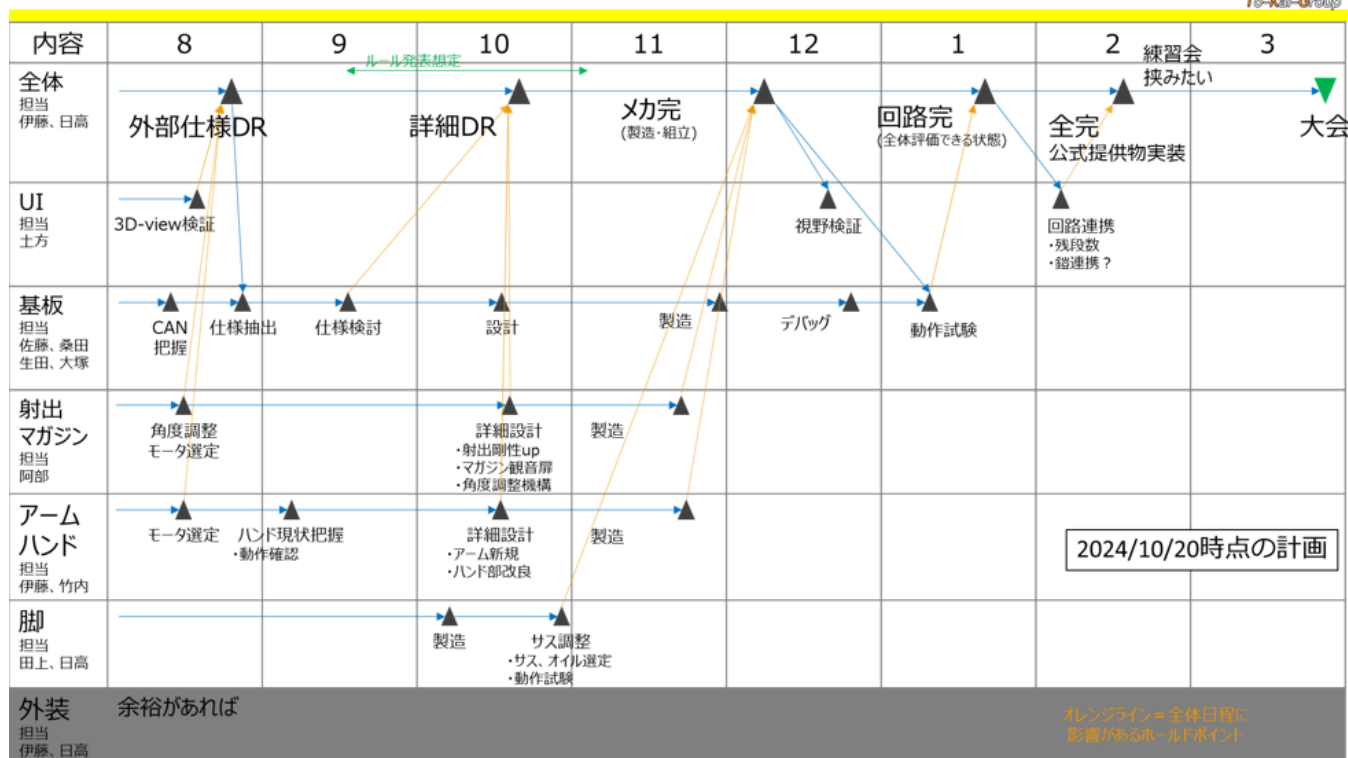 To-Kai-Group
内容 8 9 10 11 12 1 2 3
ルール発表想定
練習会
挟みたい
全体
担当
伊藤、日高
外部仕様DR
詳細DR
メカ完
(製造・組立)
回路完
(全体評価できる状態)
全完
公式提供物実装
大会
UI
担当
土方
3D-view検証
視野検証
回路連携
・残段数
・鎧連携?
基板
担当
佐藤、桑田
生田、大塚
CAN
把握
仕様抽出
仕様検討
設計
製造
デバッグ
動作試験
射出
マガジン
担当
阿部
角度調整
モータ選定
詳細設計
・射出剛性up
・マガジン観音扉
・角度調整機構
製造
アーム
ハンド
担当
伊藤、竹内
モータ選定
ハンド現状把握
・動作確認
詳細設計
・アーム新規
・ハンド部改良
製造
2024/10/20時点の計画
脚
担当
田上、日高
製造
サス調整
・サス、オイル選定
・動作試験
外装
担当
伊藤、日高
余裕があれば
オレンジライン=全体日程に
影響があるホールドポイント